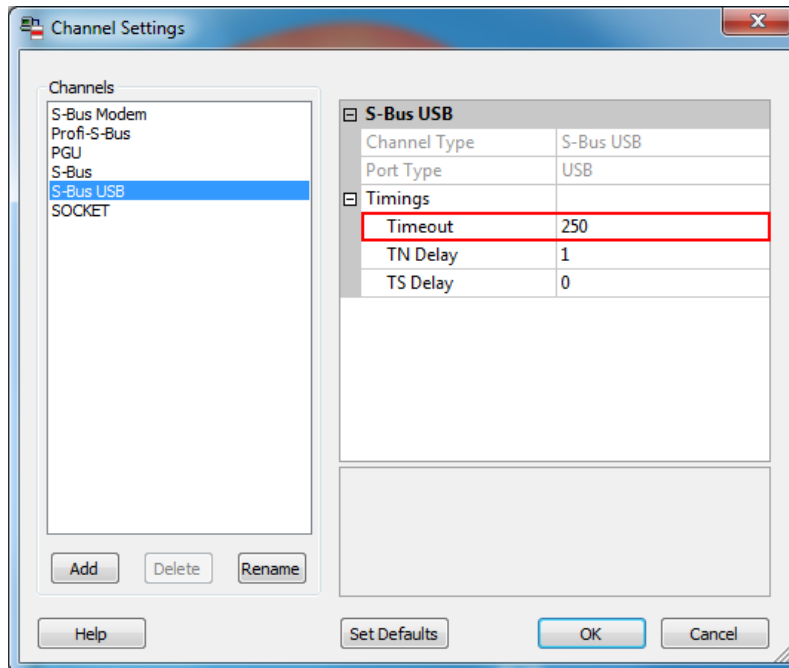 Channel Settings
Channels
S-Bus Modem
Profi-S-Bus
PGU
S-Bus
S-Bus USB
SOCKET
Add
Delete
Rename
S-Bus USB
Channel Type S-Bus USB
Port Type USB
Timings
Timeout 250
TN Delay 1
TS Delay 0
Help
Set Defaults
OK
Cancel